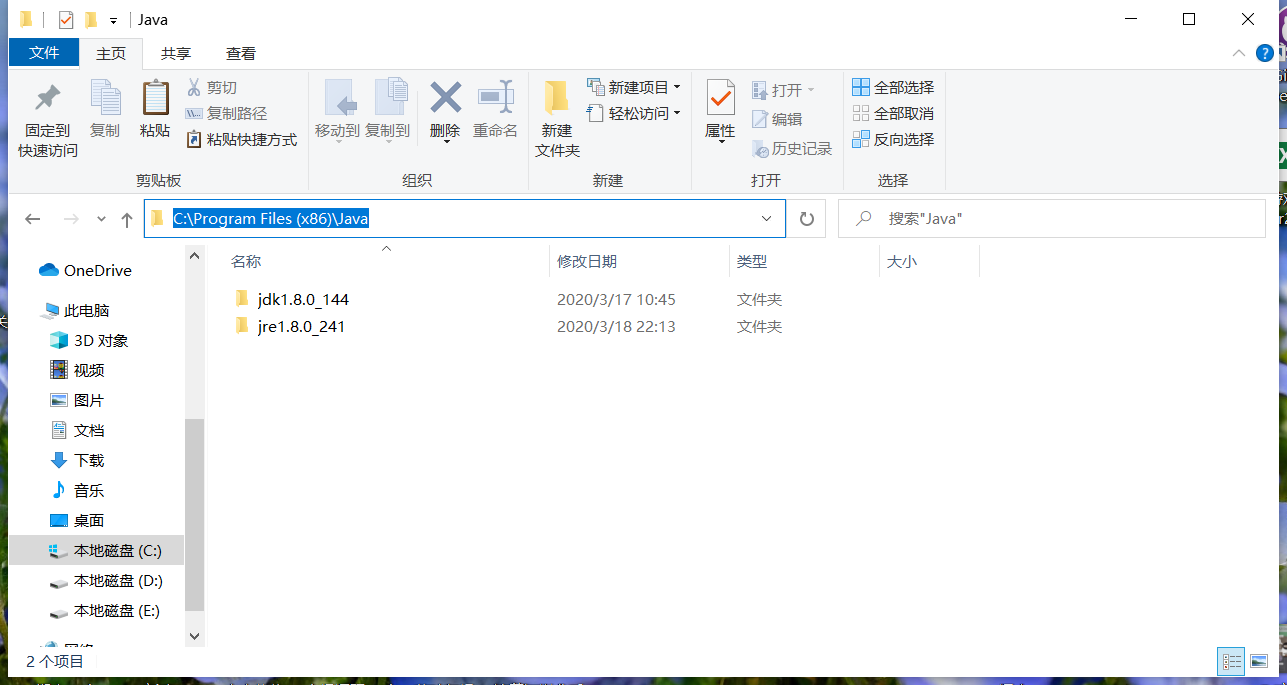 Java
文件 主页 共享 查看
固定到
快速访问
复制
粘贴
剪切
复制路径
粘贴快捷方式
剪贴板
移动到 复制到 删除 重命名
组织
新建
文件夹
新建项目
轻松访问
新建
属性
打开
编辑
历史记录
打开
全部选择
全部取消
反向选择
选择
C:\Program Files (x86)\Java
搜索"Java"
名称 修改日期 类型 大小
jdk1.8.0_144 2020/3/17 10:45 文件夹
jre1.8.0_241 2020/3/18 22:13 文件夹
OneDrive
此电脑
3D 对象
视频
图片
文档
下载
音乐
桌面
本地磁盘 (C:)
本地磁盘 (D:)
本地磁盘 (E:)
2 个项目